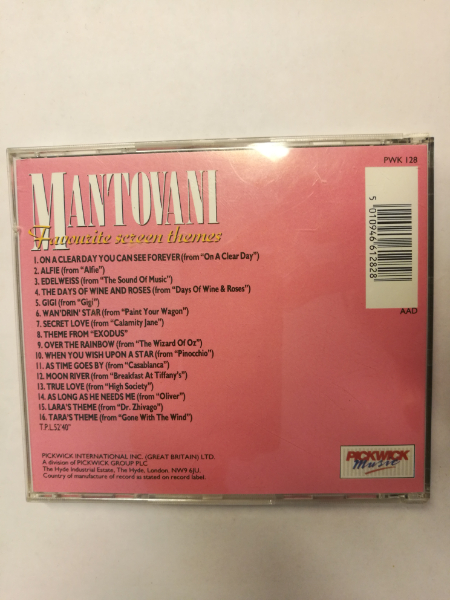 PWK 128
MANTOVANI
Favourite screen themes
1. ON A CLEAR DAY YOU CAN SEE FOREVER (from "On A Clear Day")
2. ALFIE (from "Alfie")
3. EDELWEISS (from "The Sound Of Music")
4. THE DAYS OF WINE AND ROSES (from "Days Of Wine & Roses")
5. GIGI (from "Gigi")
6. WAN'DRIN' STAR (from "Paint Your Wagon")
7. SECRET LOVE (from "Calamity Jane")
8. THEME FROM "EXODUS"
9. OVER THE RAINBOW (from "The Wizard Of Oz")
10. WHEN YOU WISH UPON A STAR (from "Pinocchio")
11. AS TIME GOES BY (from "Casablanca")
12. MOON RIVER (from "Breakfast At Tiffany's")
13. TRUE LOVE (from "High Society")
14. AS LONG AS HE NEEDS ME (from "Oliver")
15. LARA'S THEME (from "Dr. Zhivago")
16. TARA'S THEME (from "Gone With The Wind")
T.P.L.52'40"
5 010946 612828
AAD
PICKWICK INTERNATIONAL INC. (GREAT BRITAIN) LTD.
A division of PICKWICK GROUP PLC
The Hyde Industrial Estate, The Hyde, London. NW9 6JU.
Country of manufacture of record as stated on record label.
PICKWICK
Music